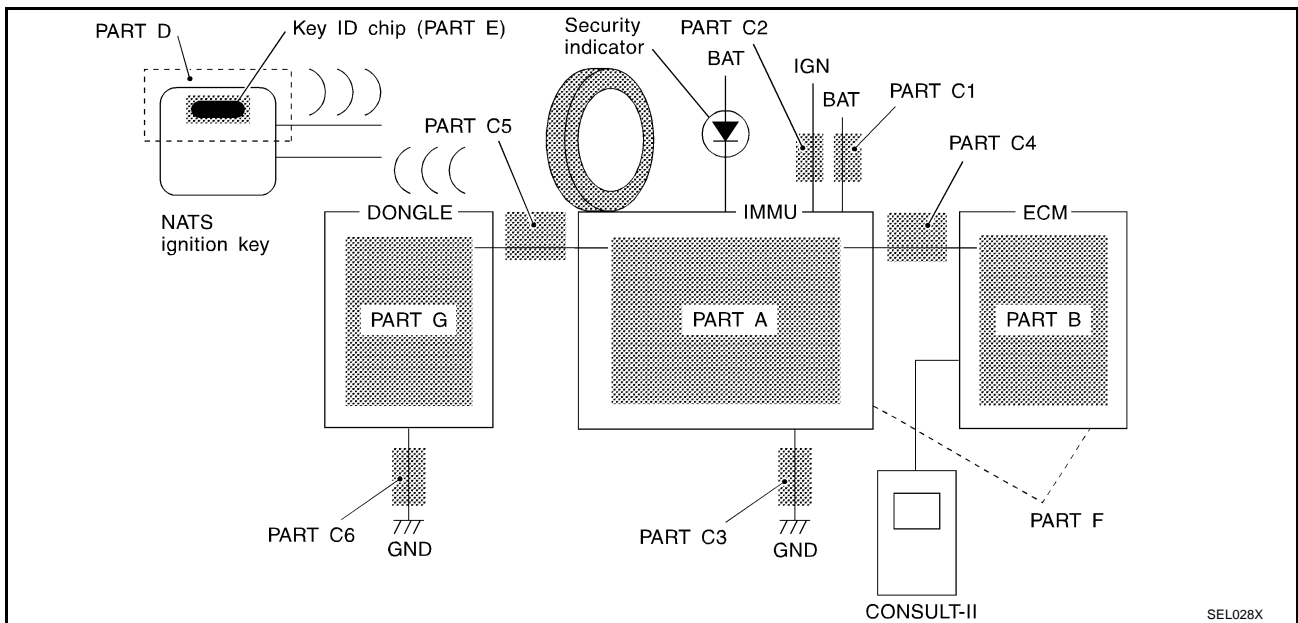 PART D
Key ID chip (PART E)
Security
indicator
PART C2
BAT
IGN
BAT
PART C1
PART C5
PART C4
NATS
ignition key
DONGLE
IMMU
ECM
PART G
PART A
PART B
PART C6
GND
PART C3
GND
PART F
CONSULT-II
SEL028X